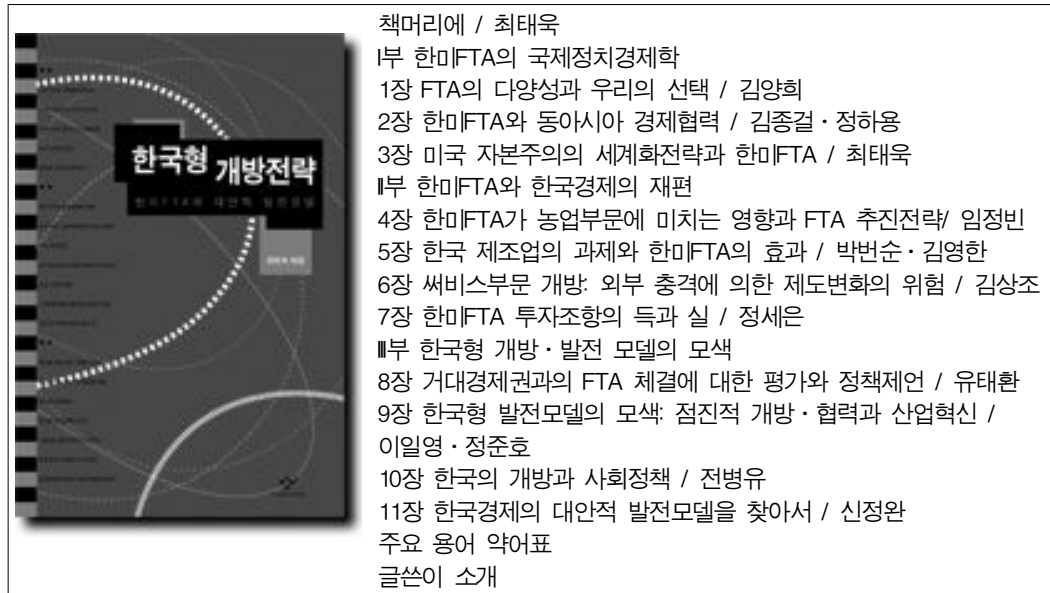 한국형 개방전략
한미FTA와 대안적 발전모델
책머리에 / 최태욱
Ⅰ부 한미FTA의 국제정치경제학
1장 FTA의 다양성과 우리의 선택 / 김양희
2장 한미FTA와 동아시아 경제협력 / 김종걸·정하용
3장 미국 자본주의의 세계화전략과 한미FTA / 최태욱
Ⅱ부 한미FTA와 한국경제의 재편
4장 한미FTA가 농업부문에 미치는 영향과 FTA 추진전략/ 임정빈
5장 한국 제조업의 과제와 한미FTA의 효과 / 박번순·김영한
6장 써비스부문 개방: 외부 충격에 의한 제도변화의 위험 / 김상조
7장 한미FTA 투자조항의 득과 실 / 정세은
Ⅲ부 한국형 개방·발전 모델의 모색
8장 거대경제권과의 FTA 체결에 대한 평가와 정책제언 / 유태환
9장 한국형 발전모델의 모색: 점진적 개방·협력과 산업혁신 /
이일영·정준호
10장 한국의 개방과 사회정책 / 전병유
11장 한국경제의 대안적 발전모델을 찾아서 / 신정완
주요 용어 약어표
글쓴이 소개